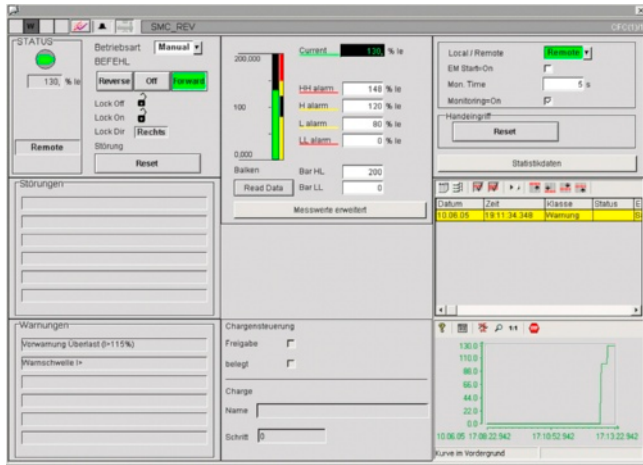 W
SMC_REV
STATUS
130, % Ie
Remote
Betriebsart Manual
BEFEHL
Reverse Off Forward
Lock Off
Lock On
Lock Dir Rechts
Störung
Reset
200,000
100
0,000
Current 130, % Ie
HH alarm 140 % Ie
H alarm 120 % Ie
L alarm 80 % Ie
LL alarm 0 % Ie
Balken
Read Data
Bar HL 200
Bar LL 0
Messwerte erweitert
Local / Remote Remote
EM Start=On
Mon. Time 5 s
Monitoring=On
Handeingriff
Reset
Statistikdaten
Störungen
Datum Zeit Klasse Status E
10.06.05 19:11:34.348 Warnung
Warnungen
Vorwarnung Überlast (I>115%)
Warnschwelle I>
Chargensteuerung
Freigabe
belegt
Charge
Name
Schritt 0
1:1
130.0
110.0
88.0
66.0
44.0
22.0
0.0
10.06.05 17:08:22.942 17:10:52.942 17:13:22.942
Kurve im Vordergrund